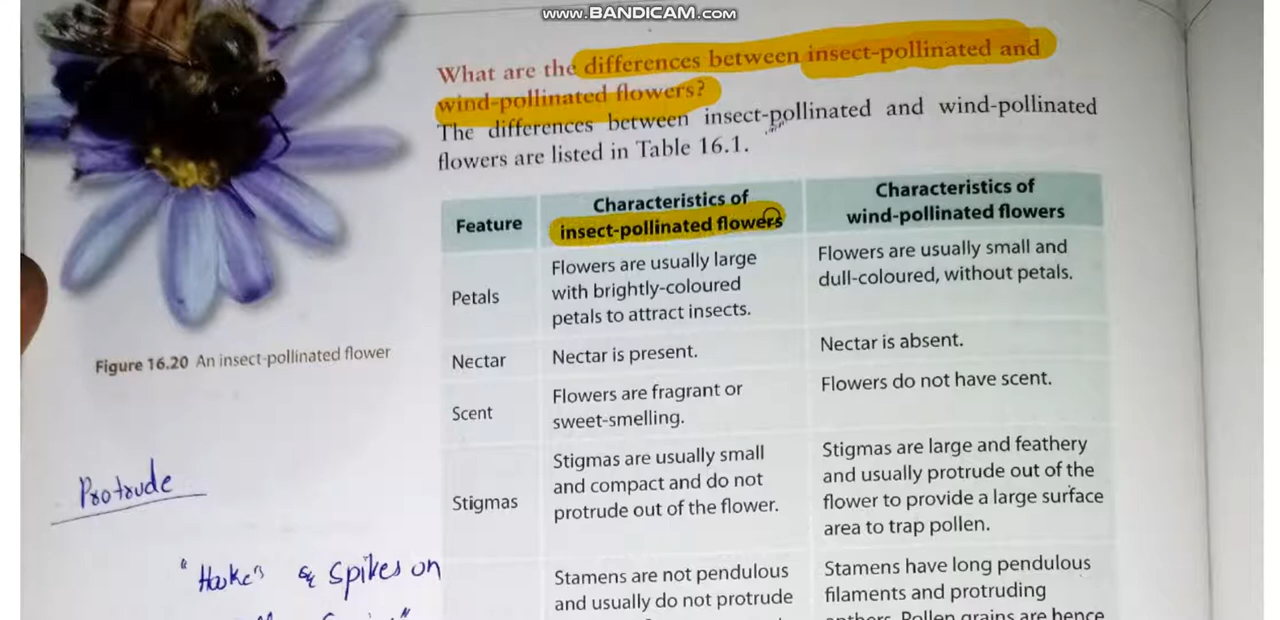 www.BANDICAM.com
What are the differences between insect-pollinated and
wind-pollinated flowers?
The differences between insect-pollinated and wind-pollinated
flowers are listed in Table 16.1.
Feature
Characteristics of
insect-pollinated flowers
Characteristics of
wind-pollinated flowers
Petals
Flowers are usually large
with brightly-coloured
petals to attract insects.
Flowers are usually small and
dull-coloured, without petals.
Nectar
Nectar is present.
Nectar is absent.
Scent
Flowers are fragrant or
sweet-smelling.
Flowers do not have scent.
Stigmas
Stigmas are usually small
and compact and do not
protrude out of the flower.
Stigmas are large and feathery
and usually protrude out of the
flower to provide a large surface
area to trap pollen.
Stamens are not pendulous
and usually do not protrude
Stamens have long pendulous
filaments and protruding
anthers. Pollen grains are hence
Figure 16.20 An insect-pollinated flower
Protrude
& Spikes on